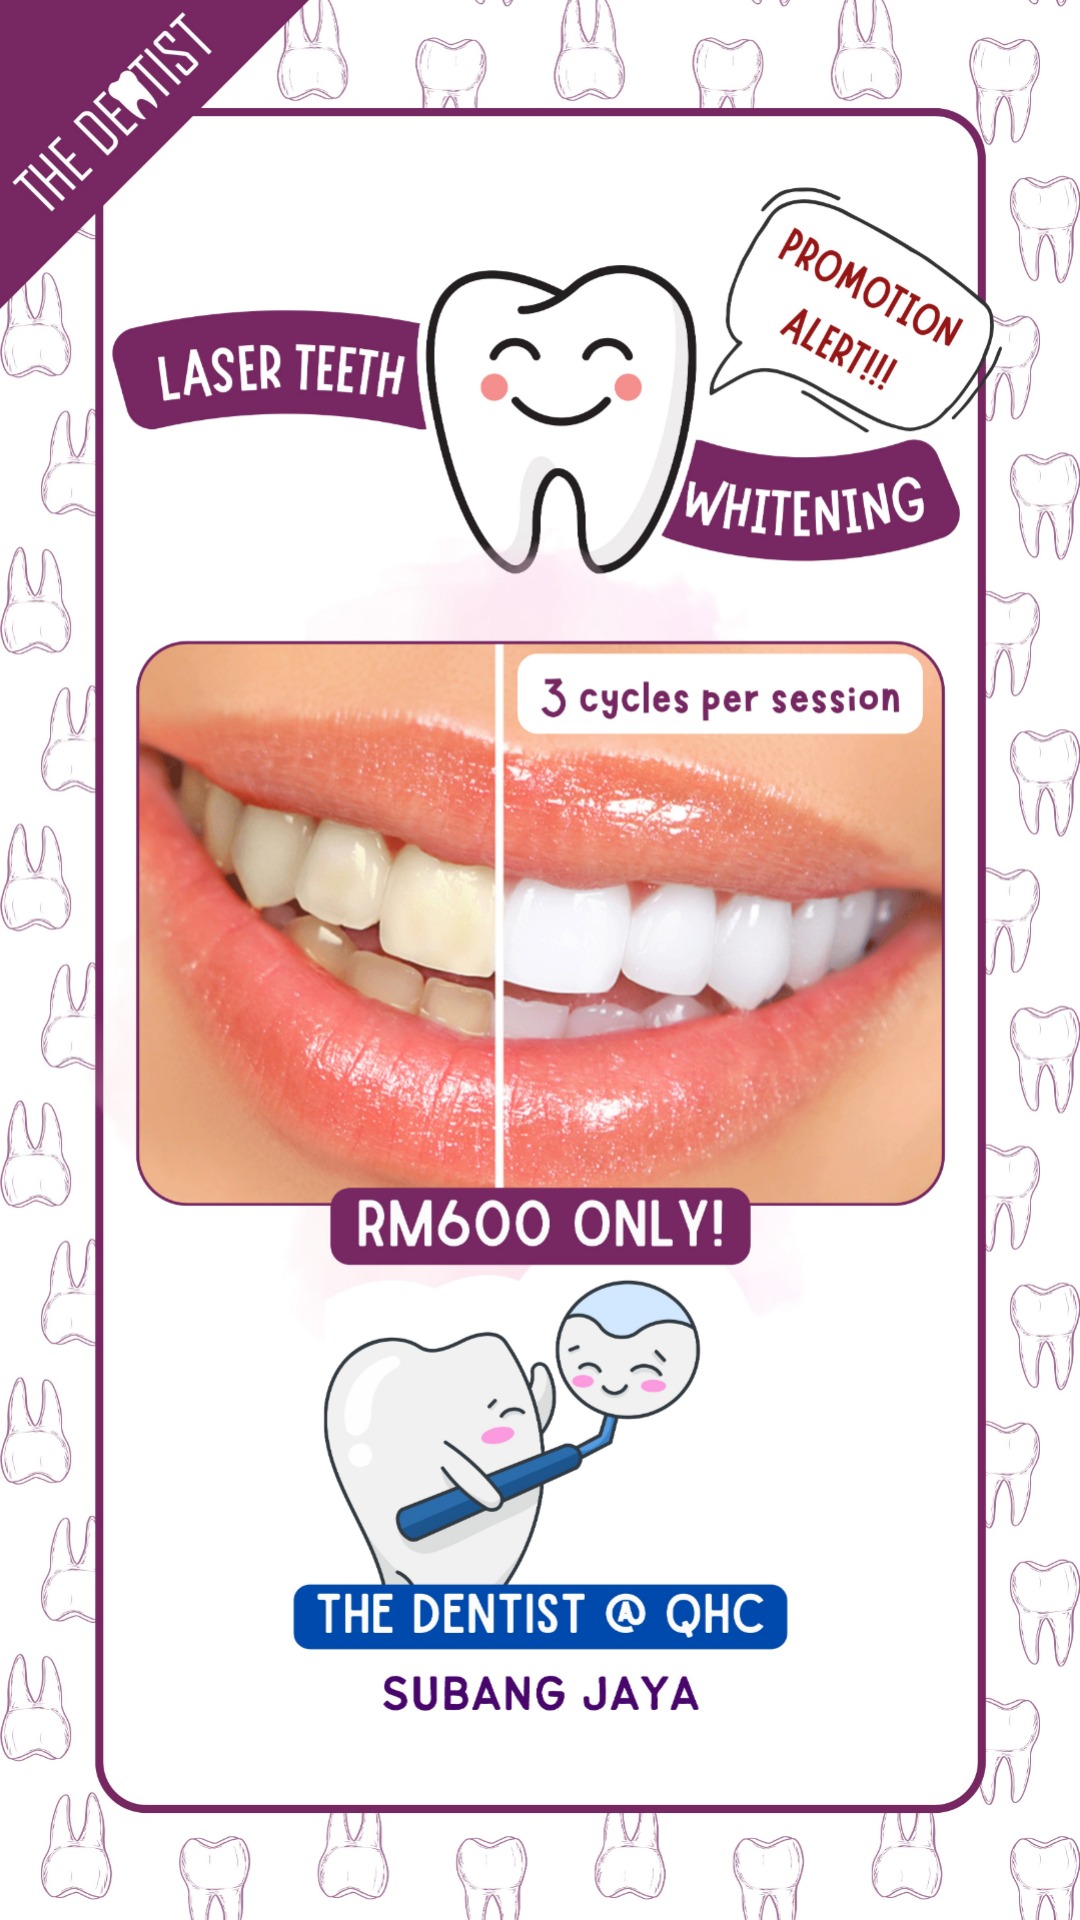 THE DENTIST
PROMOTION
ALERT!!!
LASER TEETH
WHITENING
3 cycles per session
RM600 ONLY!
THE DENTIST @ QHC
SUBANG JAYA